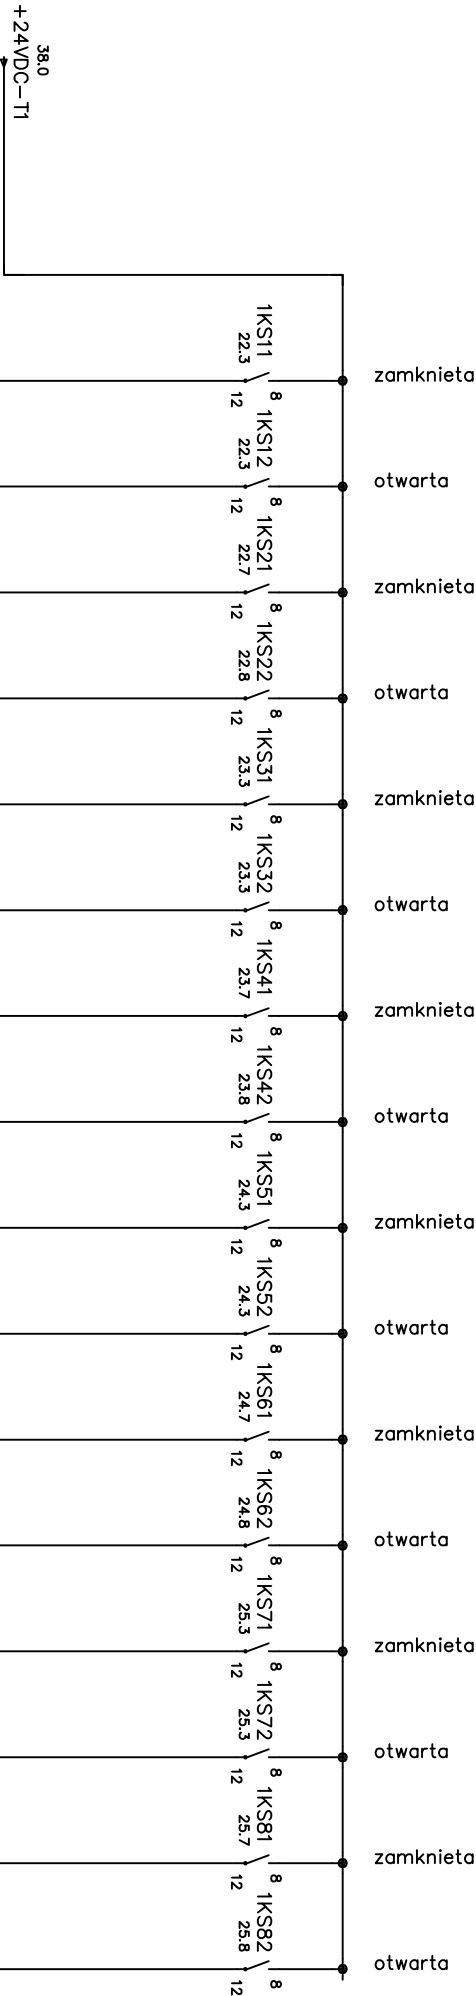 38.0
+24VDC-T1
1KS11
22.3
zamknieta
8
12
1KS12
22.3
otwarta
8
12
1KS21
22.7
zamknieta
8
12
1KS22
22.8
otwarta
8
12
1KS31
23.3
zamknieta
8
12
1KS32
23.3
otwarta
8
12
1KS41
23.7
zamknieta
8
12
1KS42
23.8
otwarta
8
12
1KS51
24.3
zamknieta
8
12
1KS52
24.3
otwarta
8
12
1KS61
24.7
zamknieta
8
12
1KS62
24.8
otwarta
8
12
1KS71
25.3
zamknieta
8
12
1KS72
25.3
otwarta
8
12
1KS81
25.7
zamknieta
8
12
1KS82
25.8
otwarta
8
12